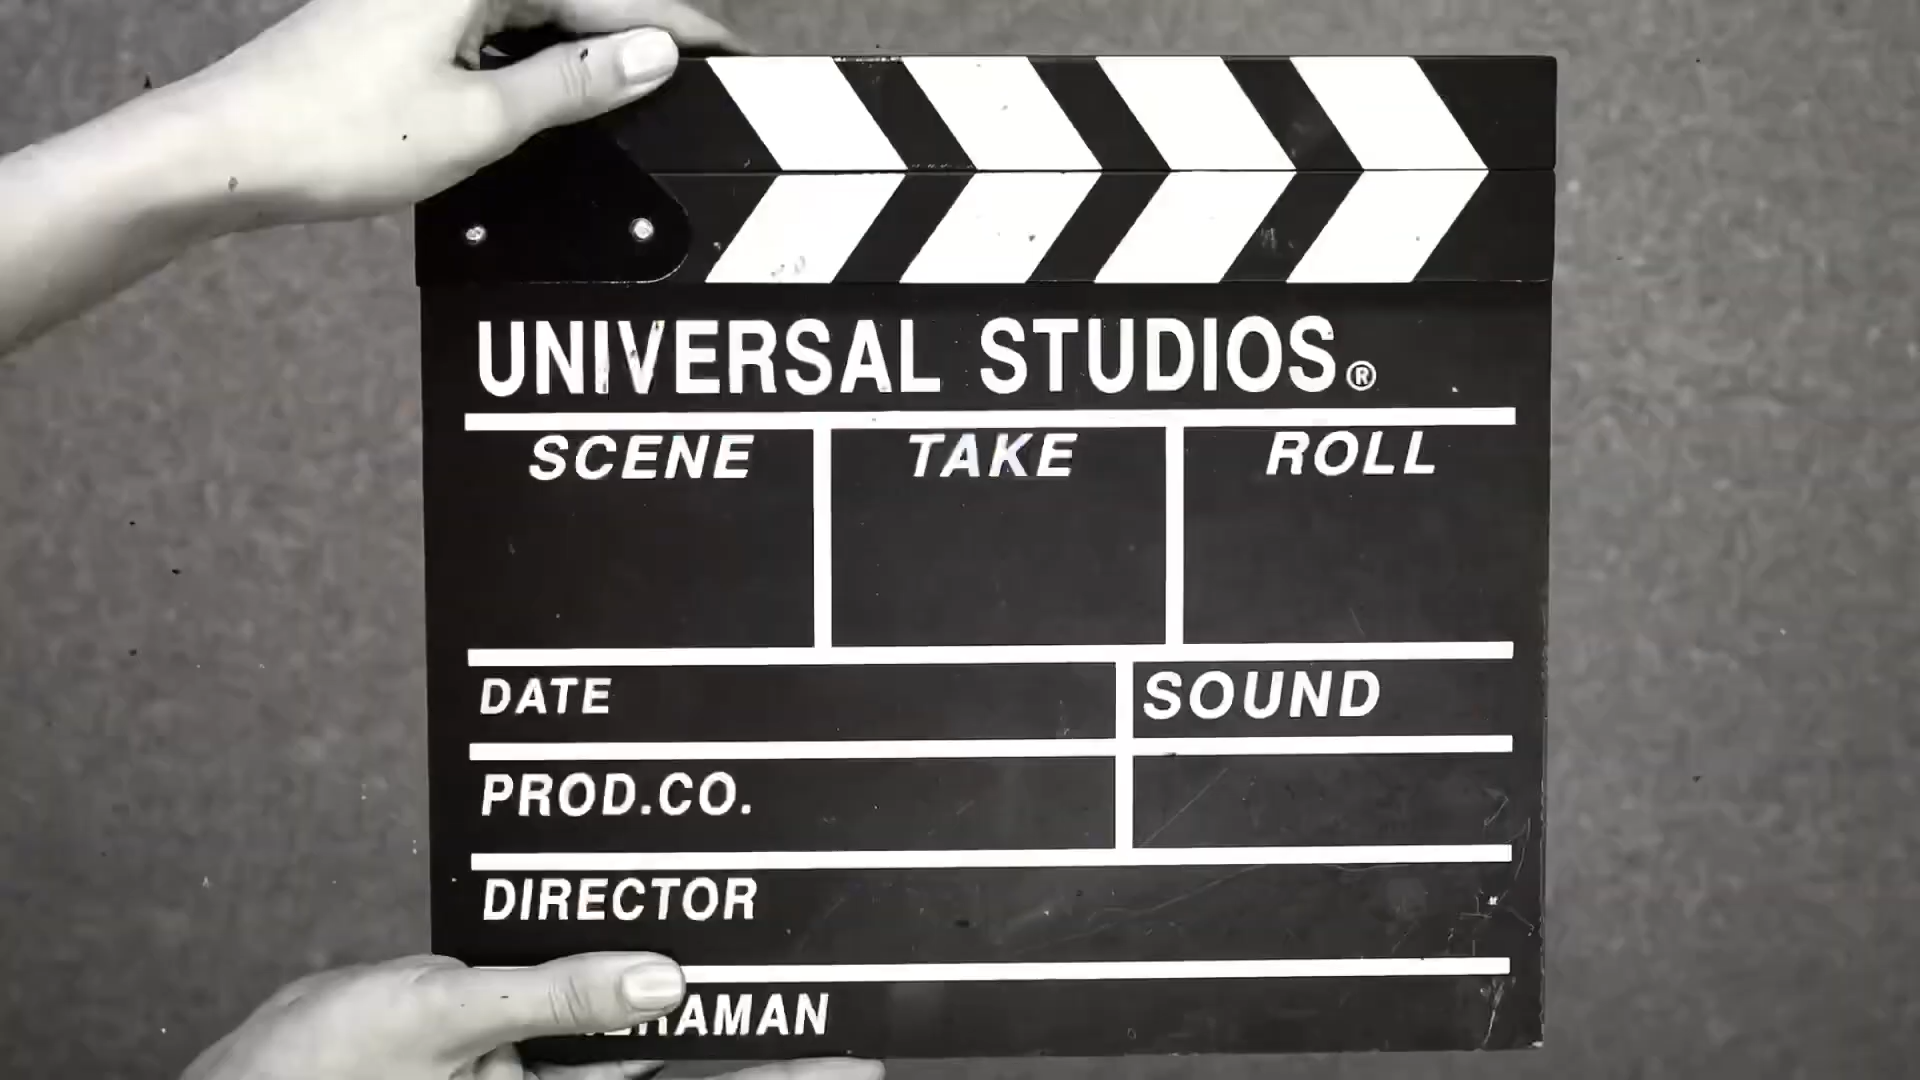 UNIVERSAL STUDIOS®
SCENE TAKE ROLL
DATE SOUND
PROD.CO.
DIRECTOR